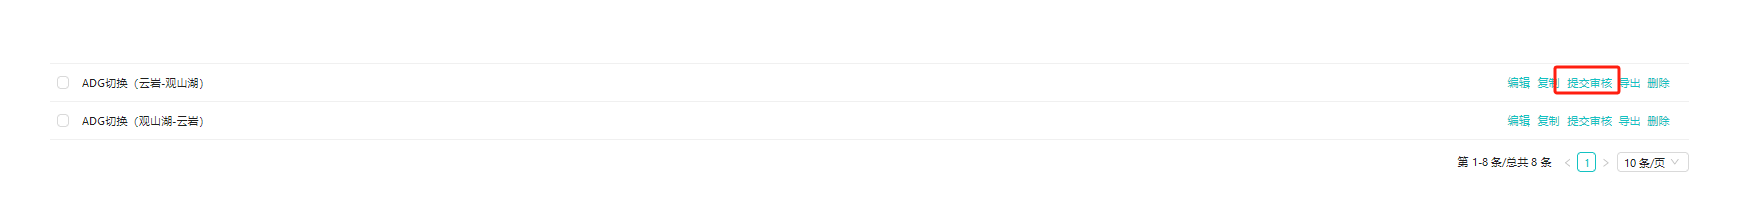 ADG切换（云岩-观山湖） 编辑 复制 提交审核 导出 删除
ADG切换（观山湖-云岩） 编辑 复制 提交审核 导出 删除
第 1-8 条/总共 8 条 < 1 > 10 条/页